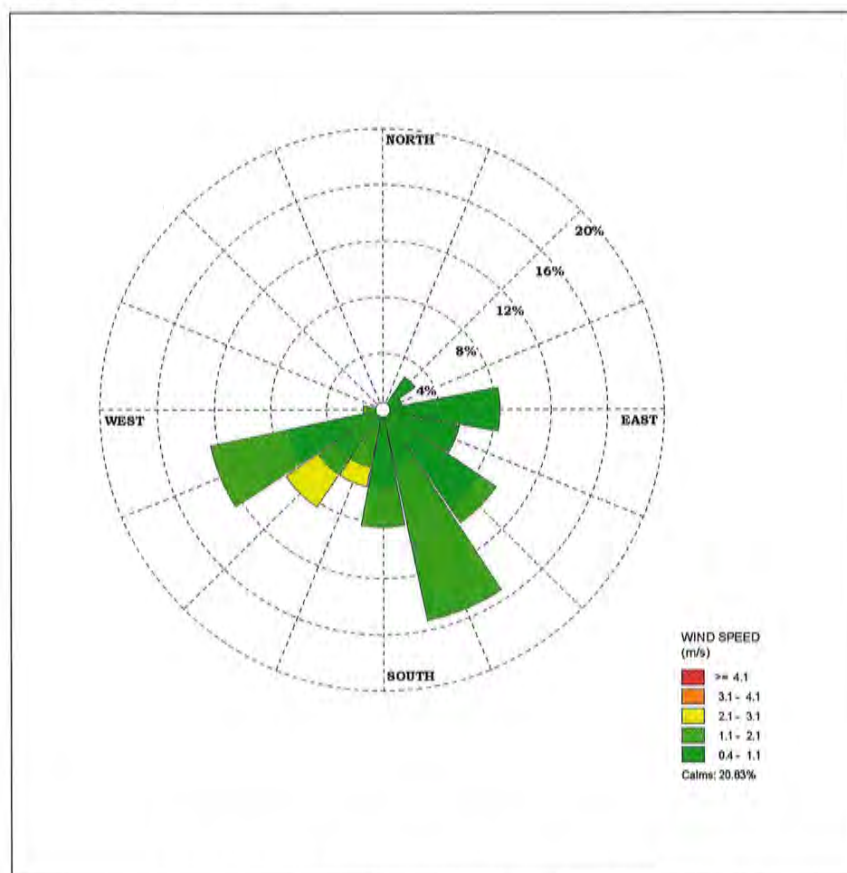 NORTH
20%
16%
12%
8%
4%
WEST
EAST
SOUTH
WIND SPEED
(m/s)
>= 4.1
3.1 - 4.1
2.1 - 3.1
1.1 - 2.1
0.4 - 1.1
Calms: 20.83%